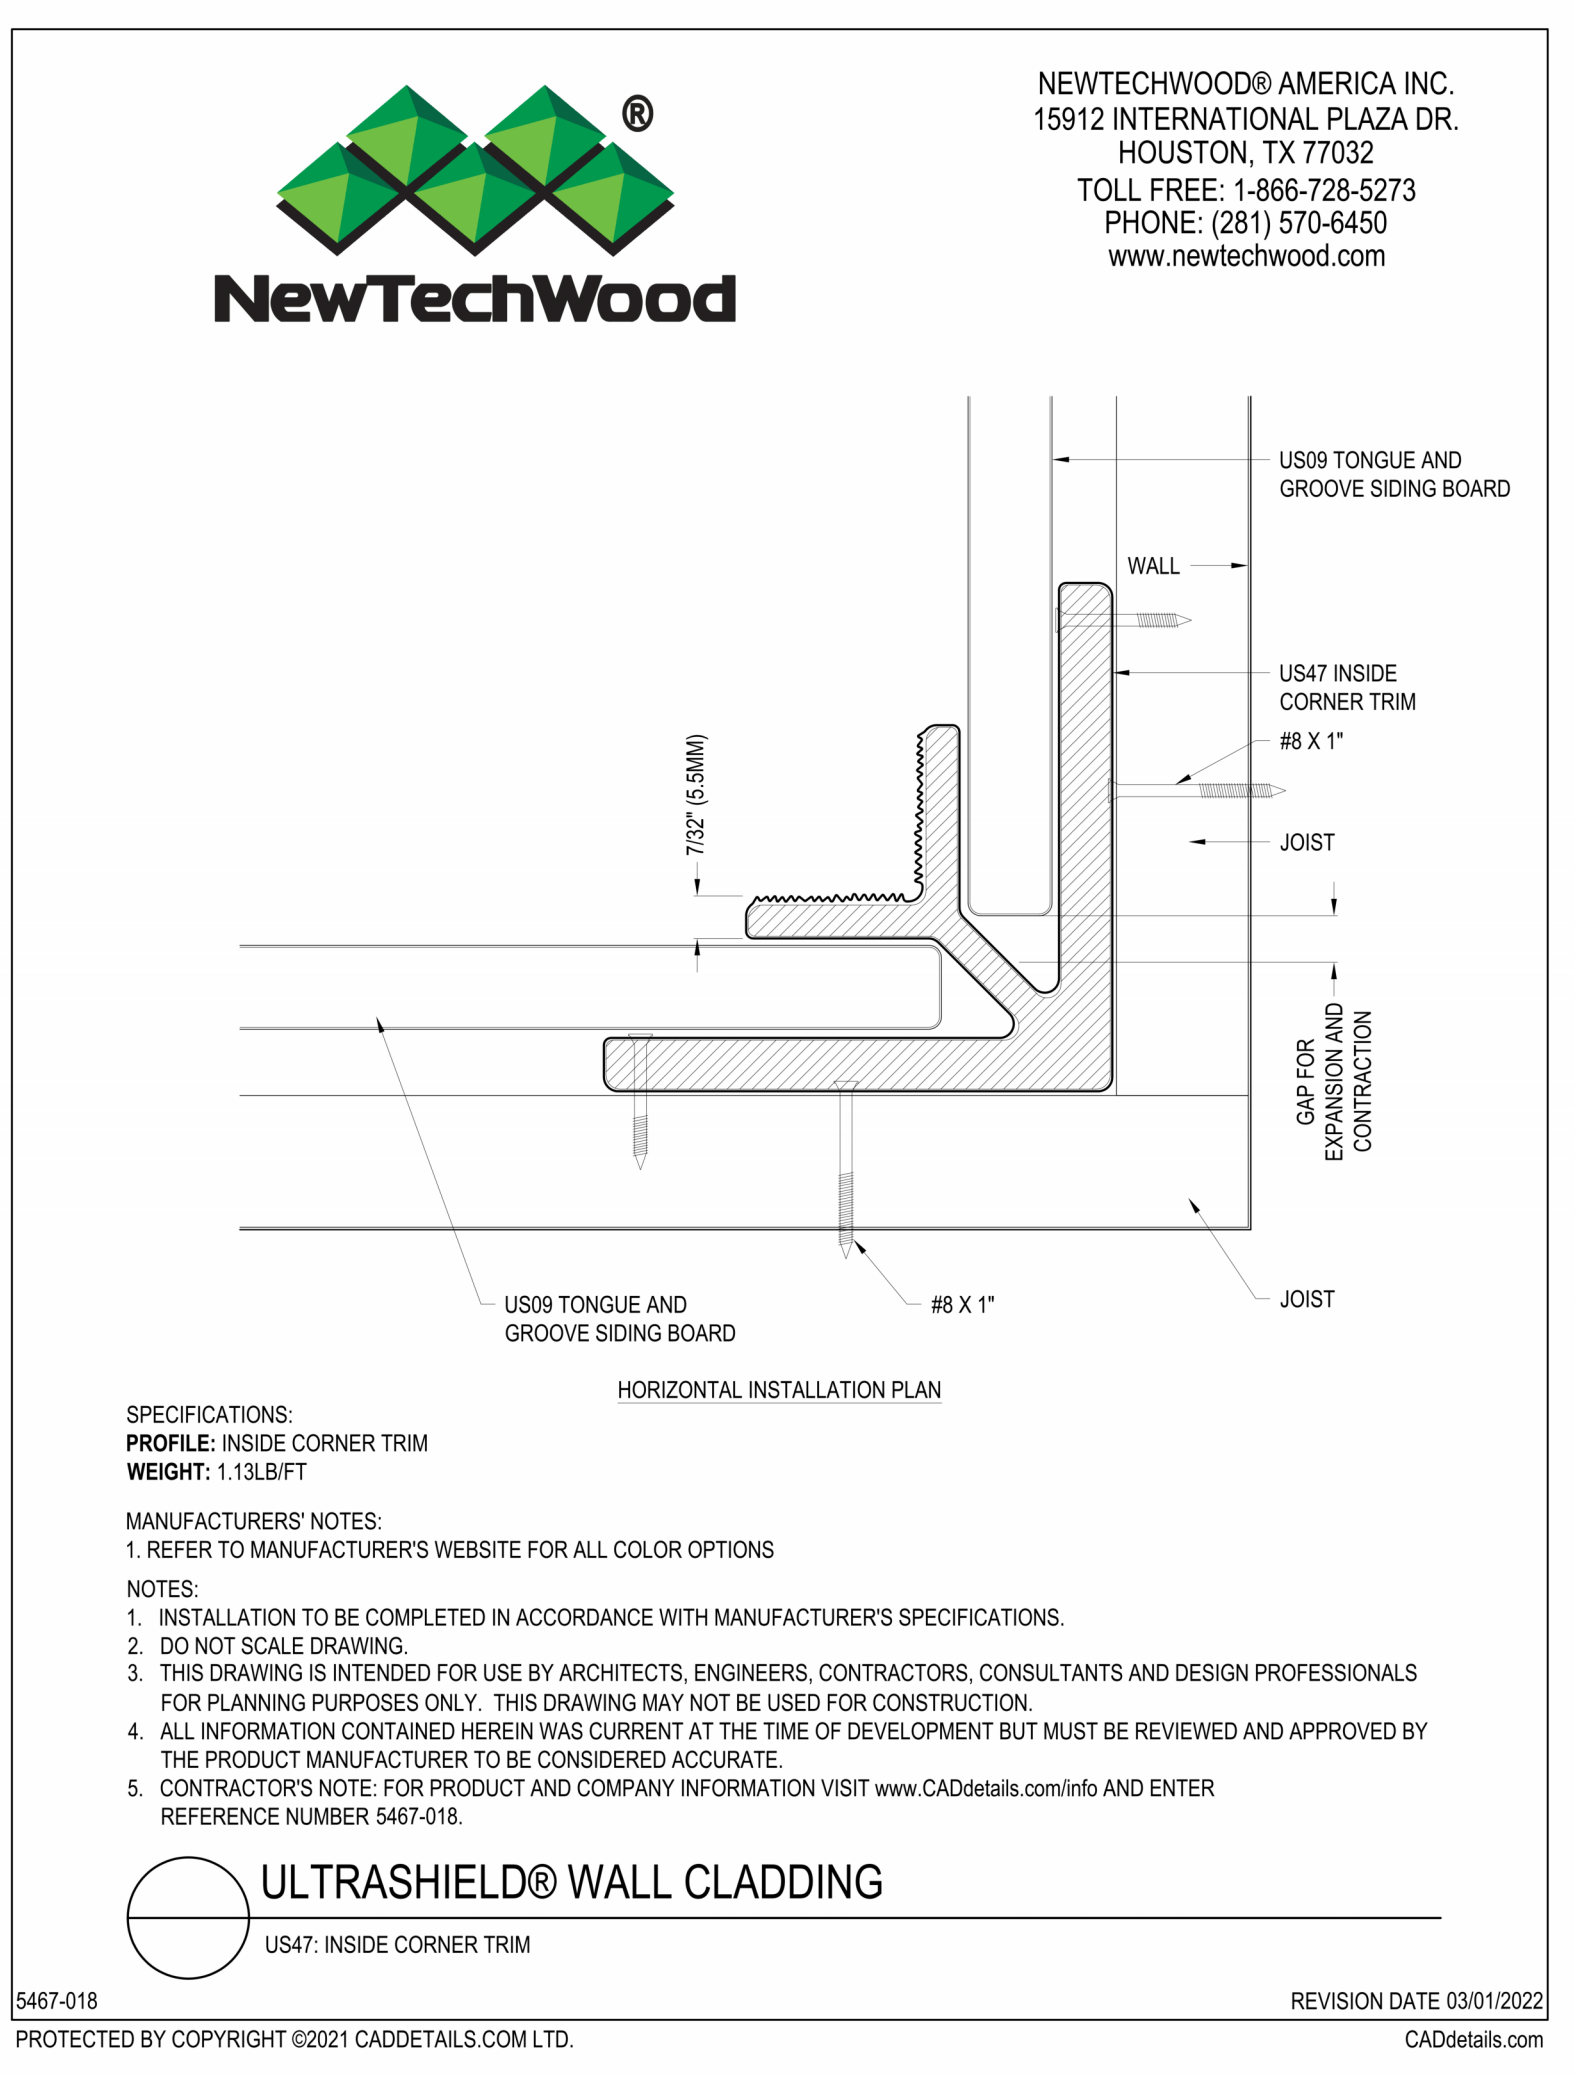 ®
NewTechWood
NEWTECHWOOD® AMERICA INC.
15912 INTERNATIONAL PLAZA DR.
HOUSTON, TX 77032
TOLL FREE: 1-866-728-5273
PHONE: (281) 570-6450
www.newtechwood.com
US09 TONGUE AND
GROOVE SIDING BOARD
WALL
US47 INSIDE
CORNER TRIM
#8 X 1"
7/32" (5.5MM)
JOIST
GAP FOR
EXPANSION AND
CONTRACTION
US09 TONGUE AND
GROOVE SIDING BOARD
#8 X 1"
JOIST
HORIZONTAL INSTALLATION PLAN
SPECIFICATIONS:
PROFILE: INSIDE CORNER TRIM
WEIGHT: 1.13LB/FT
MANUFACTURERS' NOTES:
1. REFER TO MANUFACTURER'S WEBSITE FOR ALL COLOR OPTIONS
NOTES:
1. INSTALLATION TO BE COMPLETED IN ACCORDANCE WITH MANUFACTURER'S SPECIFICATIONS.
2. DO NOT SCALE DRAWING.
3. THIS DRAWING IS INTENDED FOR USE BY ARCHITECTS, ENGINEERS, CONTRACTORS, CONSULTANTS AND DESIGN PROFESSIONALS
FOR PLANNING PURPOSES ONLY. THIS DRAWING MAY NOT BE USED FOR CONSTRUCTION.
4. ALL INFORMATION CONTAINED HEREIN WAS CURRENT AT THE TIME OF DEVELOPMENT BUT MUST BE REVIEWED AND APPROVED BY
THE PRODUCT MANUFACTURER TO BE CONSIDERED ACCURATE.
5. CONTRACTOR'S NOTE: FOR PRODUCT AND COMPANY INFORMATION VISIT www.CADdetails.com/info AND ENTER
REFERENCE NUMBER 5467-018.
ULTRASHIELD® WALL CLADDING
US47: INSIDE CORNER TRIM
5467-018
REVISION DATE 03/01/2022
PROTECTED BY COPYRIGHT ©2021 CADDETAILS.COM LTD.
CADdetails.com